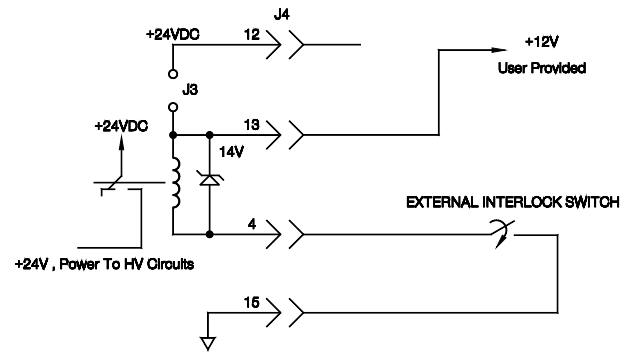 J4
+24VDC
12
+12V
User Provided
J3
+24VDC
13
14V
EXTERNAL INTERLOCK SWITCH
4
+24V , Power To HV Circuits
15